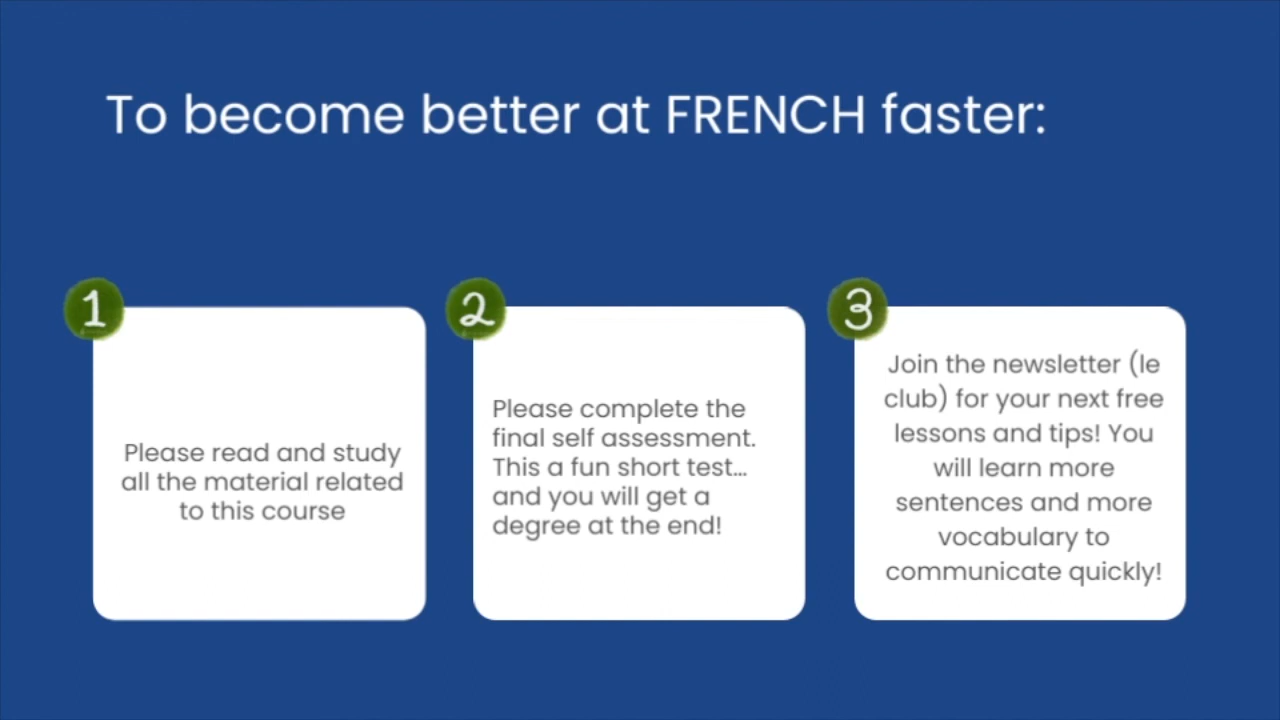 To become better at FRENCH faster:
1
Please read and study
all the material related
to this course
2
Please complete the
final self assessment.
This a fun short test...
and you will get a
degree at the end!
3
Join the newsletter (le
club) for your next free
lessons and tips! You
will learn more
sentences and more
vocabulary to
communicate quickly!